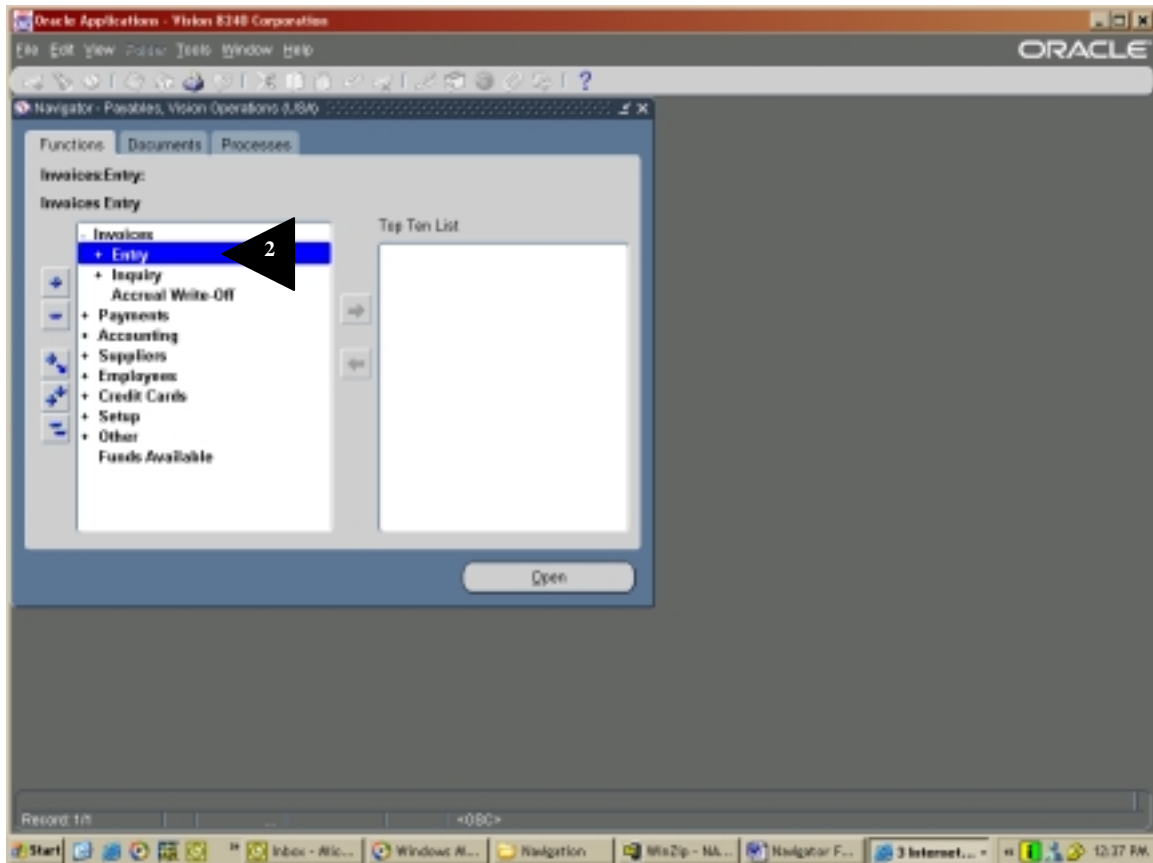 Oracle Applications - Vision 8240 Corporation
File Edit View Folder Tools Window Help
ORACLE
Navigator - Payables, Vision Operations (USA)
Functions Documents Processes
Invoices:Entry:
Invoices Entry
Top Ten List
- Invoices
+ Entry
2
+ Inquiry
Accrual Write-Off
+ Payments
+ Accounting
+ Suppliers
+ Employees
+ Credit Cards
+ Setup
+ Other
Funds Available
Open
Record: 1/1 ... <OSC>
Start Inbox - Mic... Windows M... Navigation WinZip - NA... Navigator F... 3 Internet... 12:37 PM